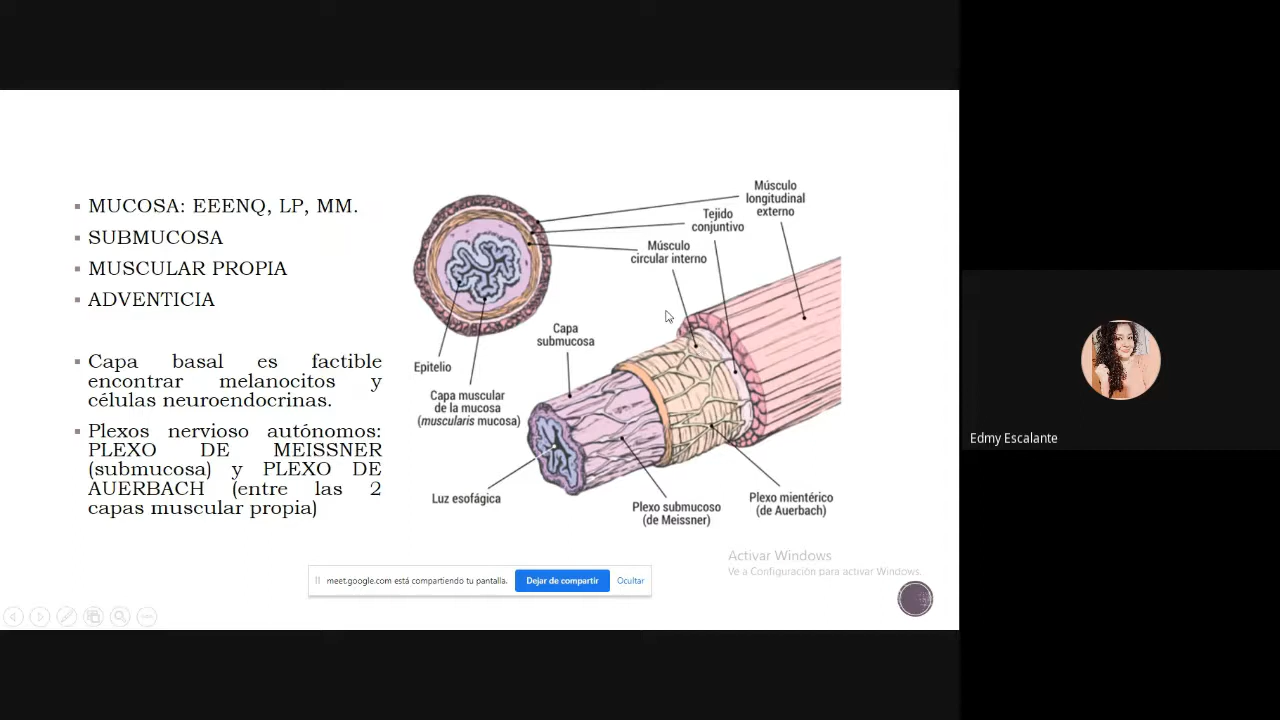 MUCOSA: EEENQ, LP, MM.
SUBMUCOSA
MUSCULAR PROPIA
ADVENTICIA
Capa basal es factible
encontrar melanocitos y
células neuroendocrinas.
Plexos nervioso autónomos:
PLEXO DE MEISSNER
(submucosa) y PLEXO DE
AUERBACH (entre las 2
capas muscular propia)
Músculo
longitudinal
externo
Tejido
conjuntivo
Músculo
circular interno
Capa
submucosa
Epitelio
Capa muscular
de la mucosa
(muscularis mucosa)
Luz esofágica
Plexo submucoso
(de Meissner)
Plexo mientérico
(de Auerbach)
Activar Windows
Ve a Configuración para activar Windows.
meet.google.com está compartiendo tu pantalla.
Dejar de compartir
Ocultar
Edmy Escalante